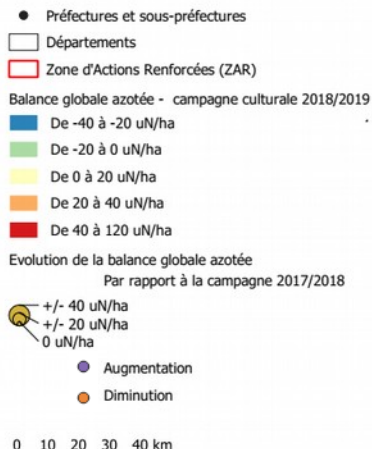 Préfectures et sous-préfectures
Départements
Zone d'Actions Renforcées (ZAR)
Balance globale azotée - campagne culturale 2018/2019
De -40 à -20 uN/ha
De -20 à 0 uN/ha
De 0 à 20 uN/ha
De 20 à 40 uN/ha
De 40 à 120 uN/ha
Evolution de la balance globale azotée
Par rapport à la campagne 2017/2018
+/- 40 uN/ha
+/- 20 uN/ha
0 uN/ha
Augmentation
Diminution
0 10 20 30 40 km